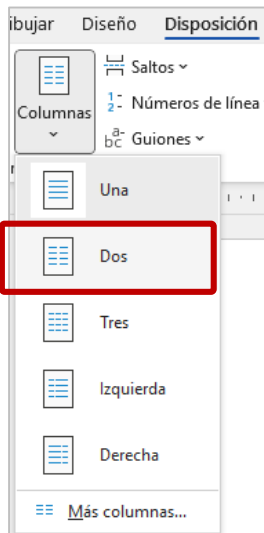 ibujar Diseño Disposición
Saltos
Números de línea
Columnas
Guiones
Una
Dos
Tres
Izquierda
Derecha
Más columnas...